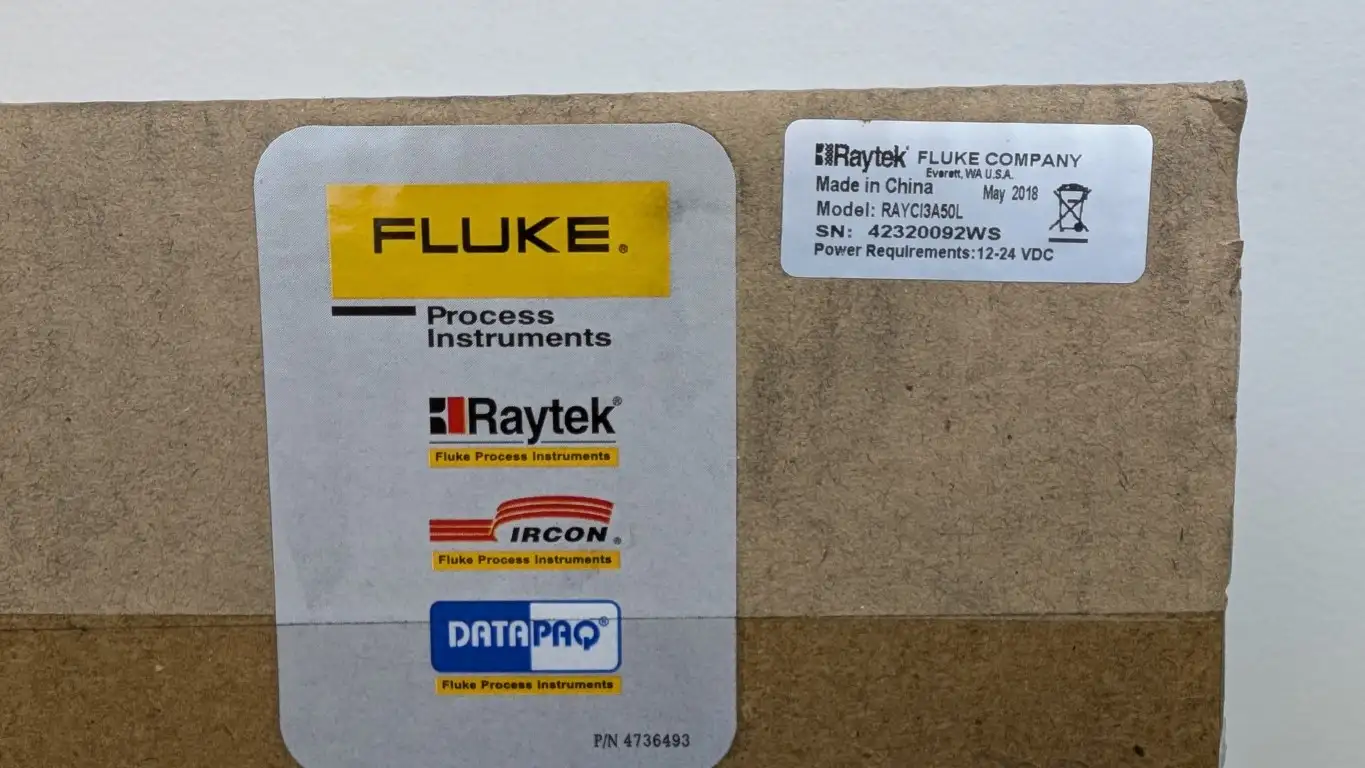 FLUKE®
Process
Instruments
Raytek®
Fluke Process Instruments
IRCON®
Fluke Process Instruments
DATAPAQ®
Fluke Process Instruments
P/N 4736493
Raytek® FLUKE COMPANY
Everett, WA U.S.A.
Made in China May 2018
Model: RAYCI3A50L
SN: 42320092WS
Power Requirements:12-24 VDC